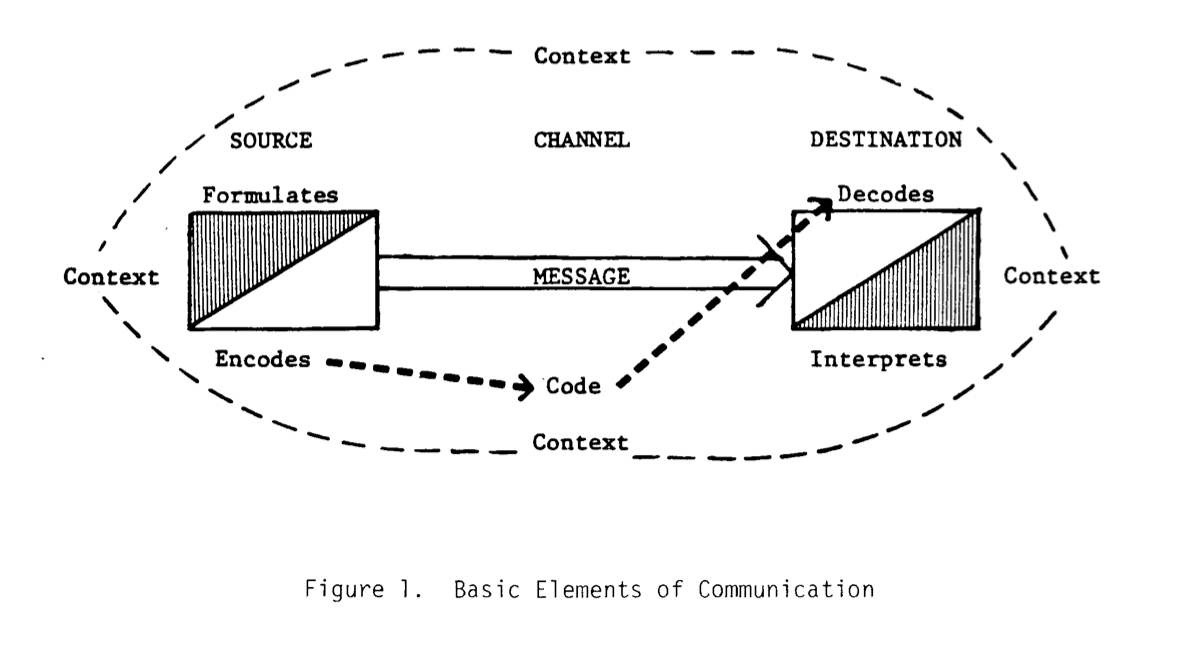 Context
SOURCE CHANNEL DESTINATION
Formulates Decodes
Context MESSAGE Context
Encodes Interprets
Code
Context
Figure 1. Basic Elements of Communication